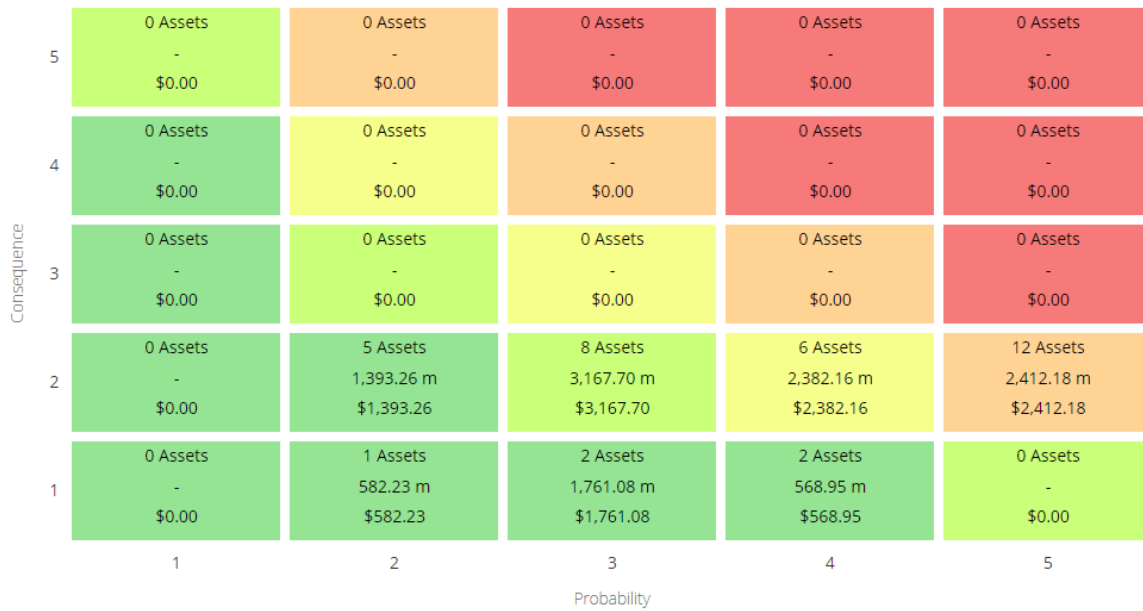 0 Assets 0 Assets 0 Assets 0 Assets 0 Assets
5 - - - - -
$0.00 $0.00 $0.00 $0.00 $0.00
0 Assets 0 Assets 0 Assets 0 Assets 0 Assets
4 - - - - -
$0.00 $0.00 $0.00 $0.00 $0.00
Consequence
0 Assets 0 Assets 0 Assets 0 Assets 0 Assets
3 - - - - -
$0.00 $0.00 $0.00 $0.00 $0.00
0 Assets 5 Assets 8 Assets 6 Assets 12 Assets
2 - 1,393.26 m 3,167.70 m 2,382.16 m 2,412.18 m
$0.00 $1,393.26 $3,167.70 $2,382.16 $2,412.18
0 Assets 1 Assets 2 Assets 2 Assets 0 Assets
1 - 582.23 m 1,761.08 m 568.95 m -
$0.00 $582.23 $1,761.08 $568.95 $0.00
1 2 3 4 5
Probability